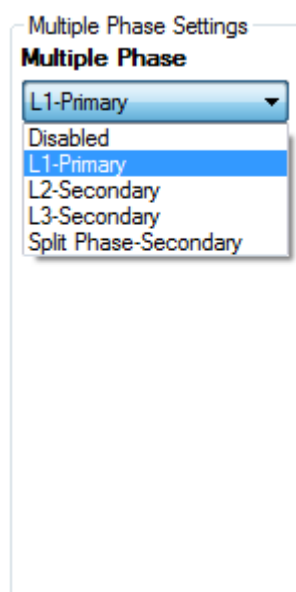 Multiple Phase Settings
Multiple Phase
L1-Primary
Disabled
L1-Primary
L2-Secondary
L3-Secondary
Split Phase-Secondary